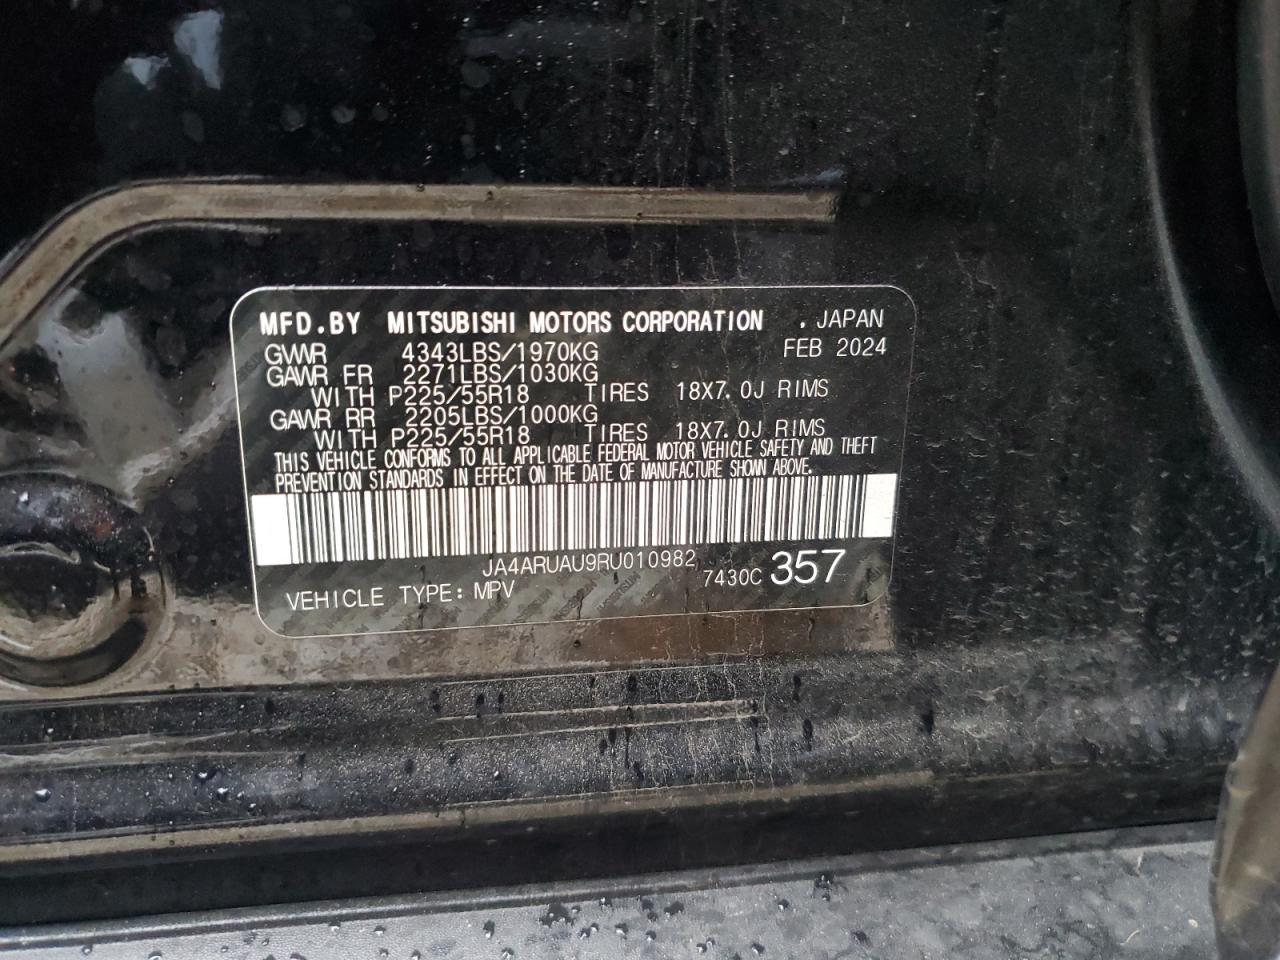 MFD.BY MITSUBISHI MOTORS CORPORATION . JAPAN
GVWR 4343LBS/1970KG FEB 2024
GAWR FR 2271LBS/1030KG
WITH P225/55R18 TIRES 18X7.0J RIMS
GAWR RR 2205LBS/1000KG
WITH P225/55R18 TIRES 18X7.0J RIMS
THIS VEHICLE CONFORMS TO ALL APPLICABLE FEDERAL MOTOR VEHICLE SAFETY AND THEFT
PREVENTION STANDARDS IN EFFECT ON THE DATE OF MANUFACTURE SHOWN ABOVE.
JA4ARUAU9RU010982
VEHICLE TYPE: MPV 7430C 357